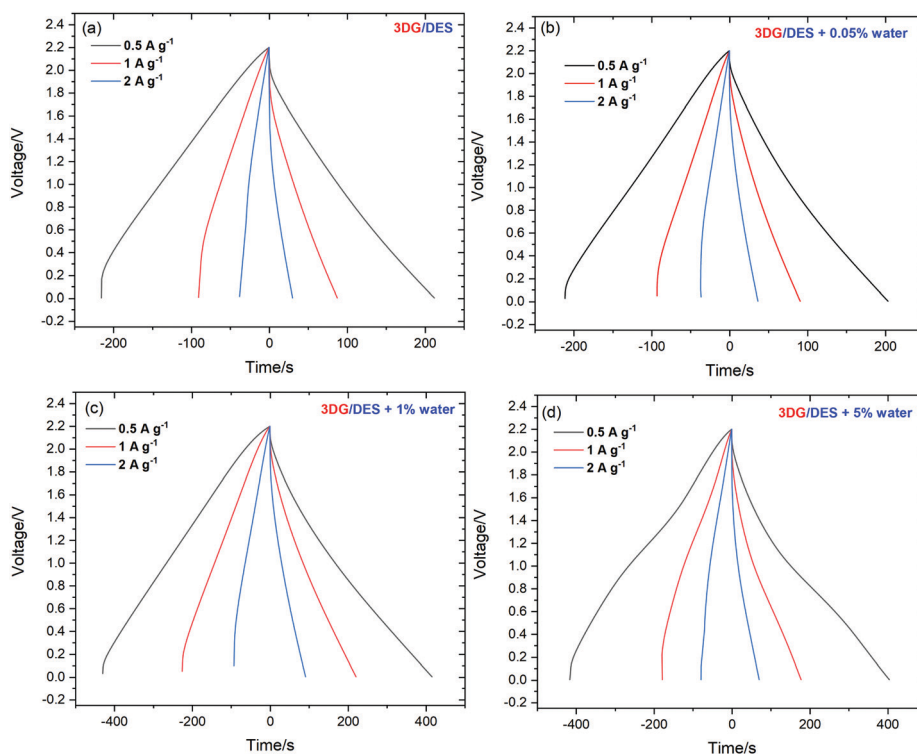 (a)
3DG/DES
0.5 A g⁻¹
1 A g⁻¹
2 A g⁻¹
Voltage/V
2.4
2.2
2.0
1.8
1.6
1.4
1.2
1.0
0.8
0.6
0.4
0.2
0.0
-0.2
-200 -100 0 100 200
Time/s
(b)
3DG/DES + 0.05% water
0.5 A g⁻¹
1 A g⁻¹
2 A g⁻¹
Voltage/V
2.4
2.2
2.0
1.8
1.6
1.4
1.2
1.0
0.8
0.6
0.4
0.2
0.0
-0.2
-200 -100 0 100 200
Time/s
(c)
3DG/DES + 1% water
0.5 A g⁻¹
1 A g⁻¹
2 A g⁻¹
Voltage/V
2.4
2.2
2.0
1.8
1.6
1.4
1.2
1.0
0.8
0.6
0.4
0.2
0.0
-0.2
-400 -200 0 200 400
Time/s
(d)
3DG/DES + 5% water
0.5 A g⁻¹
1 A g⁻¹
2 A g⁻¹
Voltage/V
2.4
2.2
2.0
1.8
1.6
1.4
1.2
1.0
0.8
0.6
0.4
0.2
0.0
-0.2
-400 -200 0 200 400
Time/s